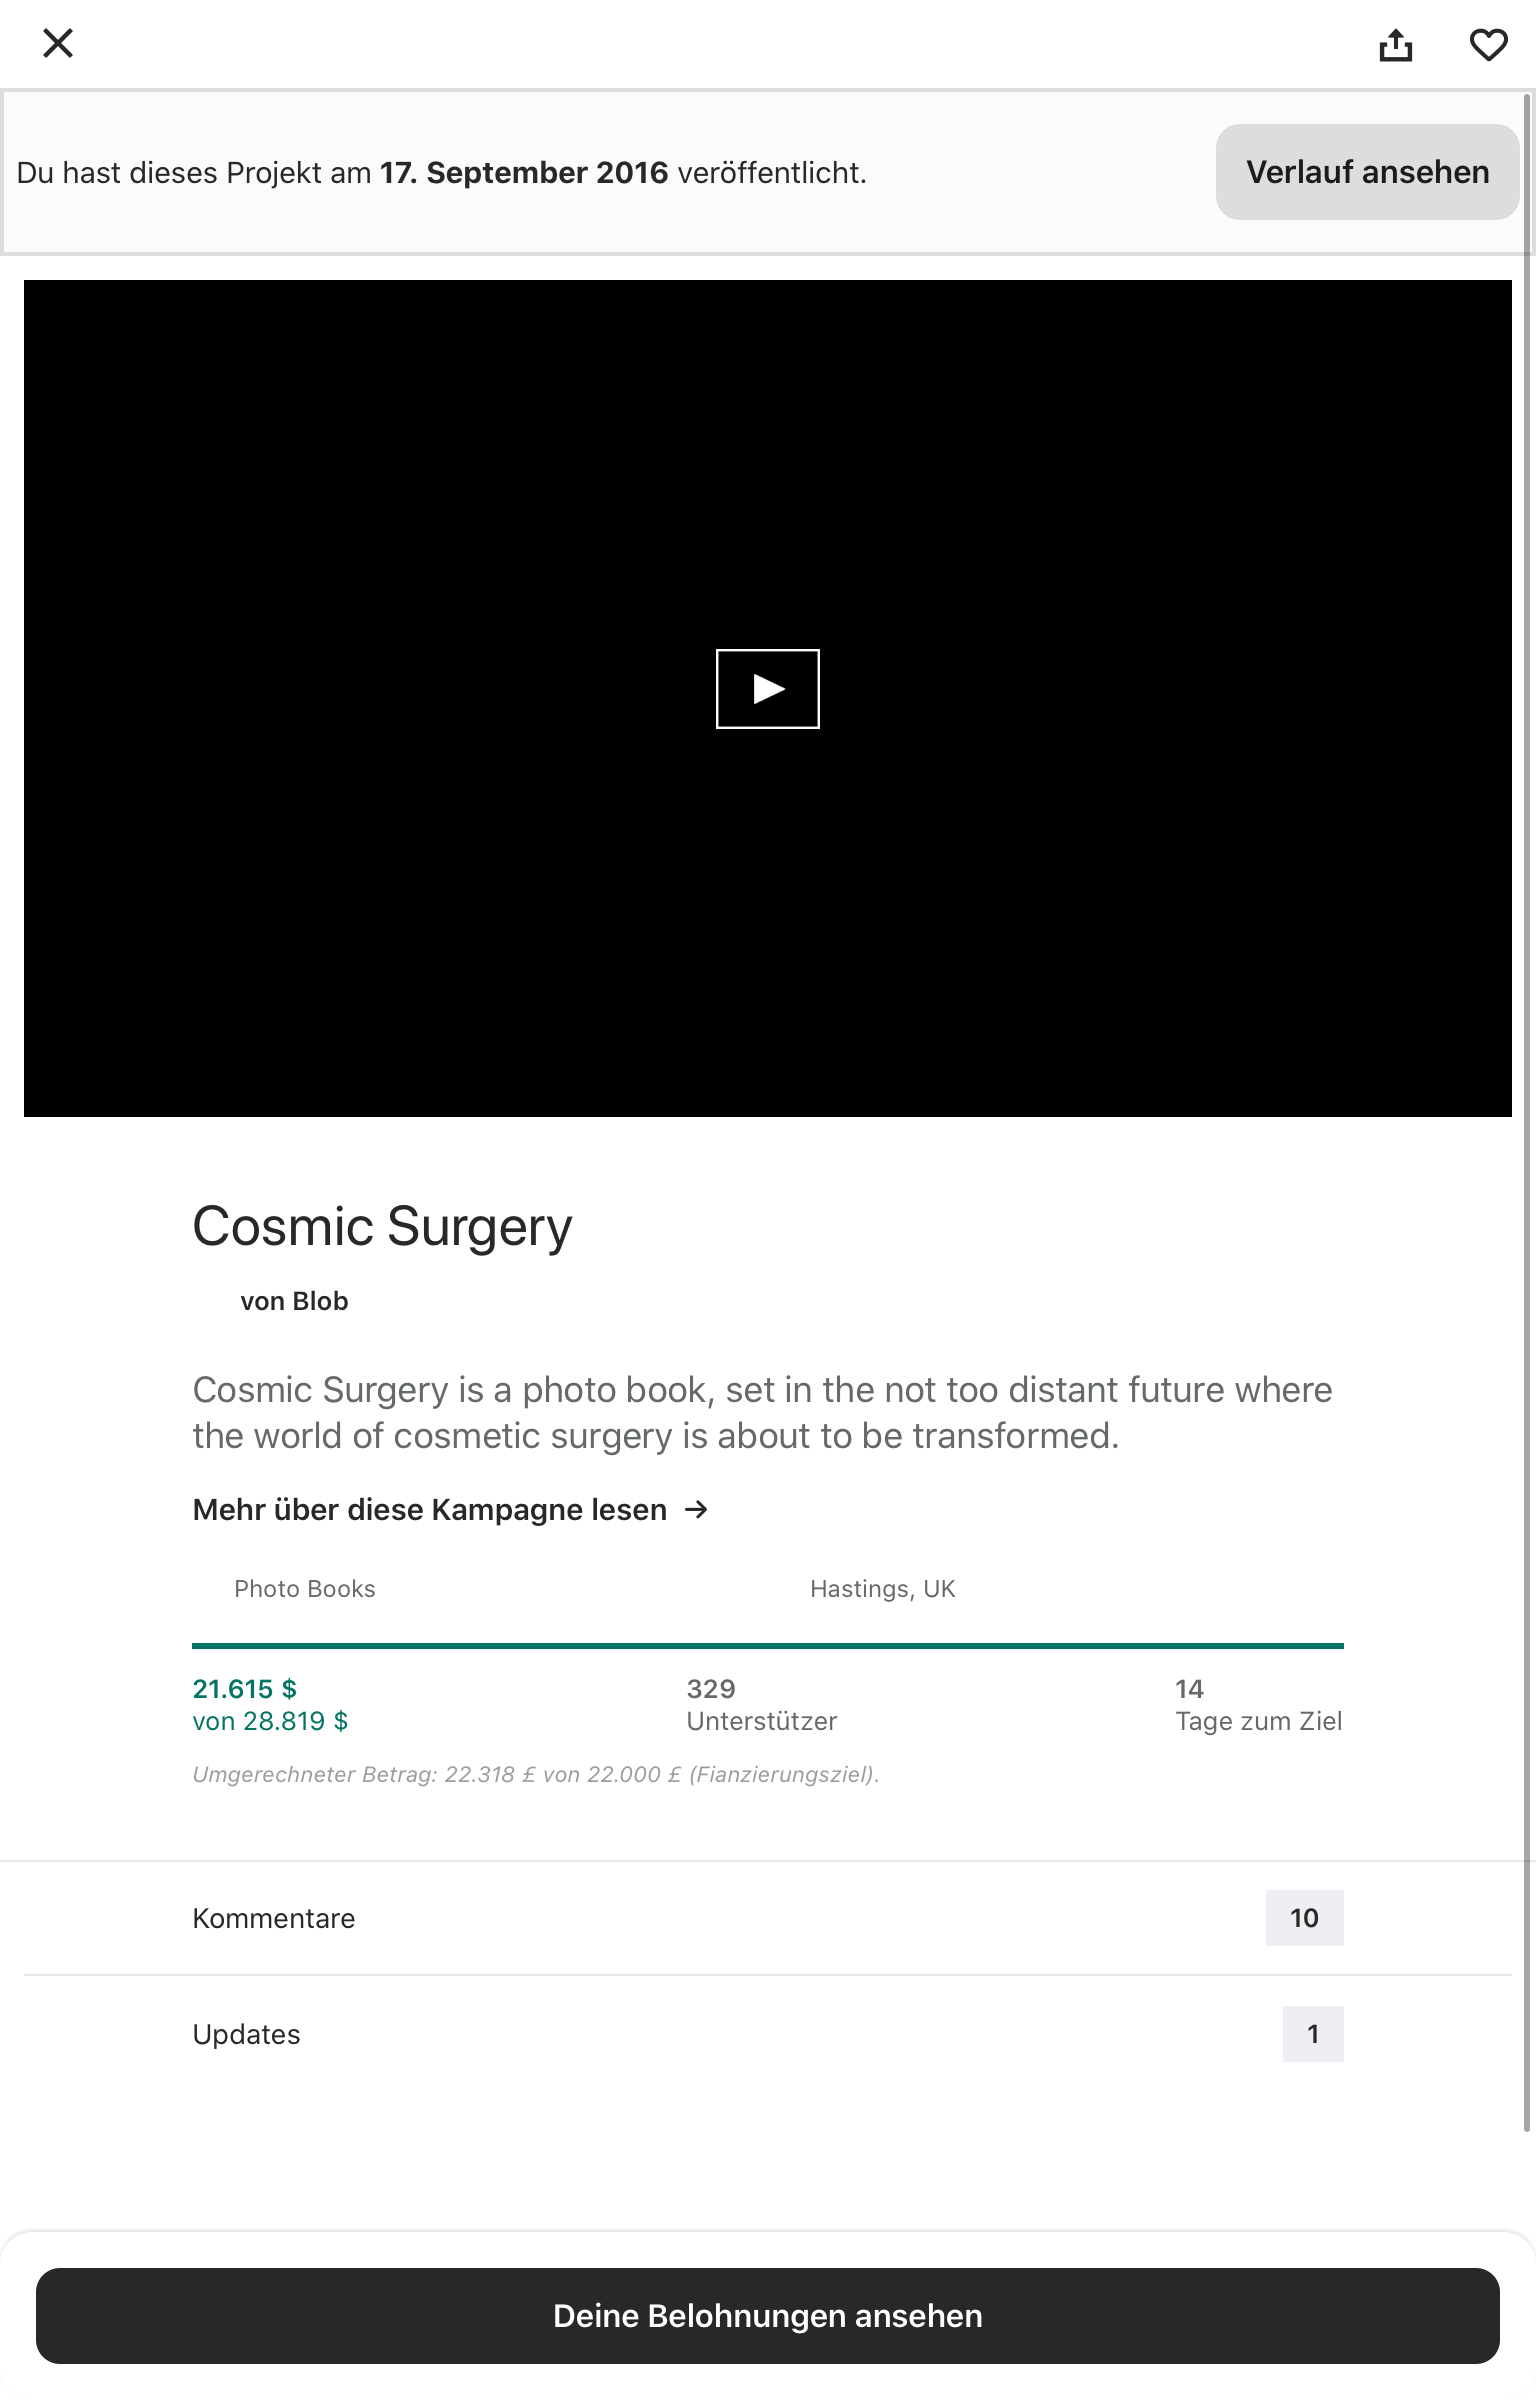 Du hast dieses Projekt am 17. September 2016 veröffentlicht.
Verlauf ansehen
Cosmic Surgery
von Blob
Cosmic Surgery is a photo book, set in the not too distant future where
the world of cosmetic surgery is about to be transformed.
Mehr über diese Kampagne lesen →
Photo Books
Hastings, UK
21.615 $
von 28.819 $
329
Unterstützer
14
Tage zum Ziel
Umgerechneter Betrag: 22.318 £ von 22.000 £ (Fianzierungsziel).
Kommentare
10
Updates
1
Deine Belohnungen ansehen